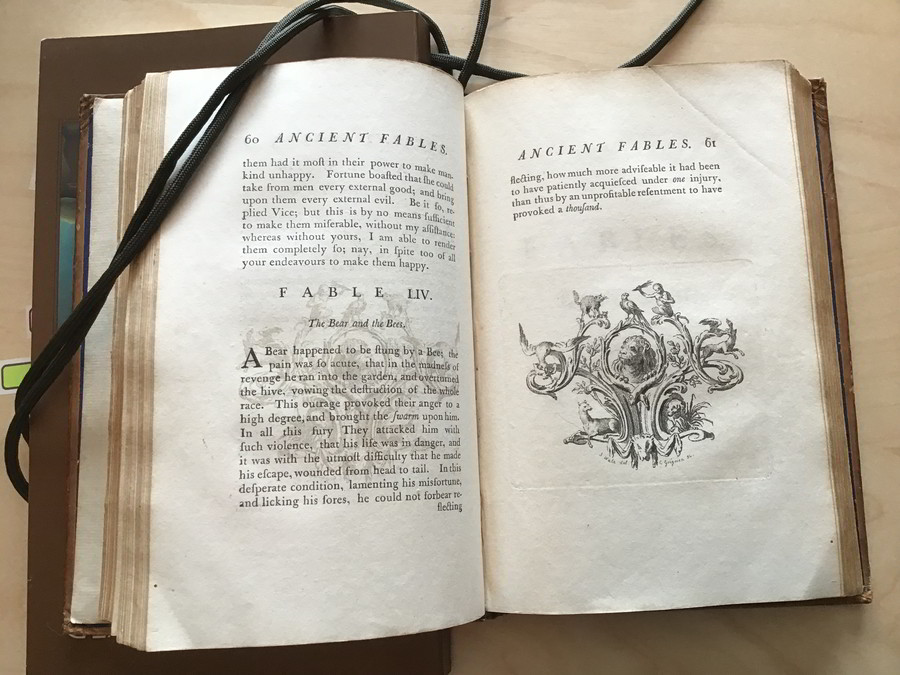 60 ANCIENT FABLES.
them had it moſt in their power to make man-
kind unhappy. Fortune boaſted that ſhe could
take from men every external good; and bring
upon them every external evil. Be it ſo, re-
plied Vice; but this is by no means ſufficient
to make them miſerable, without my aſſiſtance:
whereas without yours, I am able to render
them completely ſo; nay, in ſpite too of all
your endeavours to make them happy.
FABLE LIV.
The Bear and the Bees.
A Bear happened to be ſtung by a Bee; the
pain was ſo acute, that in the madneſs of
revenge he ran into the garden, and overturned
the hive, vowing the deſtruction of the whole
race. This outrage provoked their anger to a
high degree, and brought the ſwarm upon him.
In all this fury They attacked him with
ſuch violence, that his life was in danger, and
it was with the utmoſt difficulty that he made
his eſcape, wounded from head to tail. In this
deſperate condition, lamenting his misfortune,
and licking his ſores, he could not forbear re-
flecting
ANCIENT FABLES. 61
flecting, how much more adviſeable it had been
to have patiently acquieſced under one injury,
than thus by an unprofitable reſentment to have
provoked a thouſand.